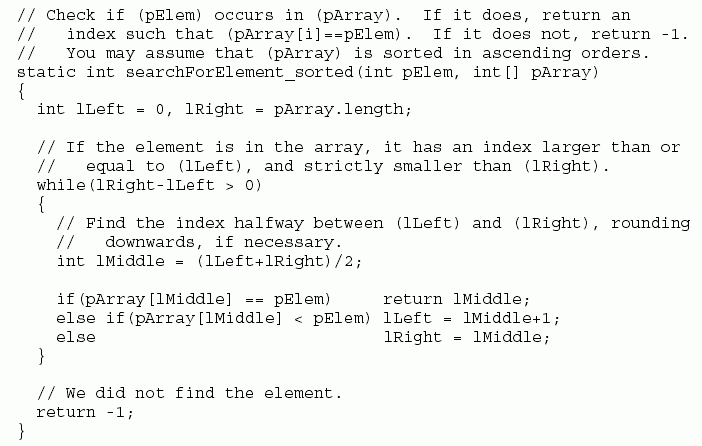 // Check if (pElem) occurs in (pArray).  If it does, return an
//   index such that (pArray[i]==pElem).  If it does not, return -1.
//   You may assume that (pArray) is sorted in ascending orders.
static int searchForElement_sorted(int pElem, int[] pArray)
{
  int lLeft = 0, lRight = pArray.length;

  // If the element is in the array, it has an index larger than or
  //   equal to (lLeft), and strictly smaller than (lRight).
  while(lRight-lLeft > 0)
  {
    // Find the index halfway between (lLeft) and (lRight), rounding
    //   downwards, if necessary.
    int lMiddle = (lLeft+lRight)/2;

    if(pArray[lMiddle] == pElem)     return lMiddle;
    else if(pArray[lMiddle] < pElem) lLeft = lMiddle+1;
    else                             lRight = lMiddle;
  }

  // We did not find the element.
  return -1;
}